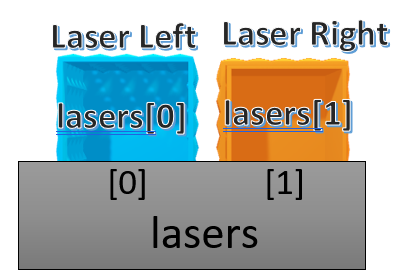 Laser Left Laser Right
lasers[0] lasers[1]
[0] [1]
lasers